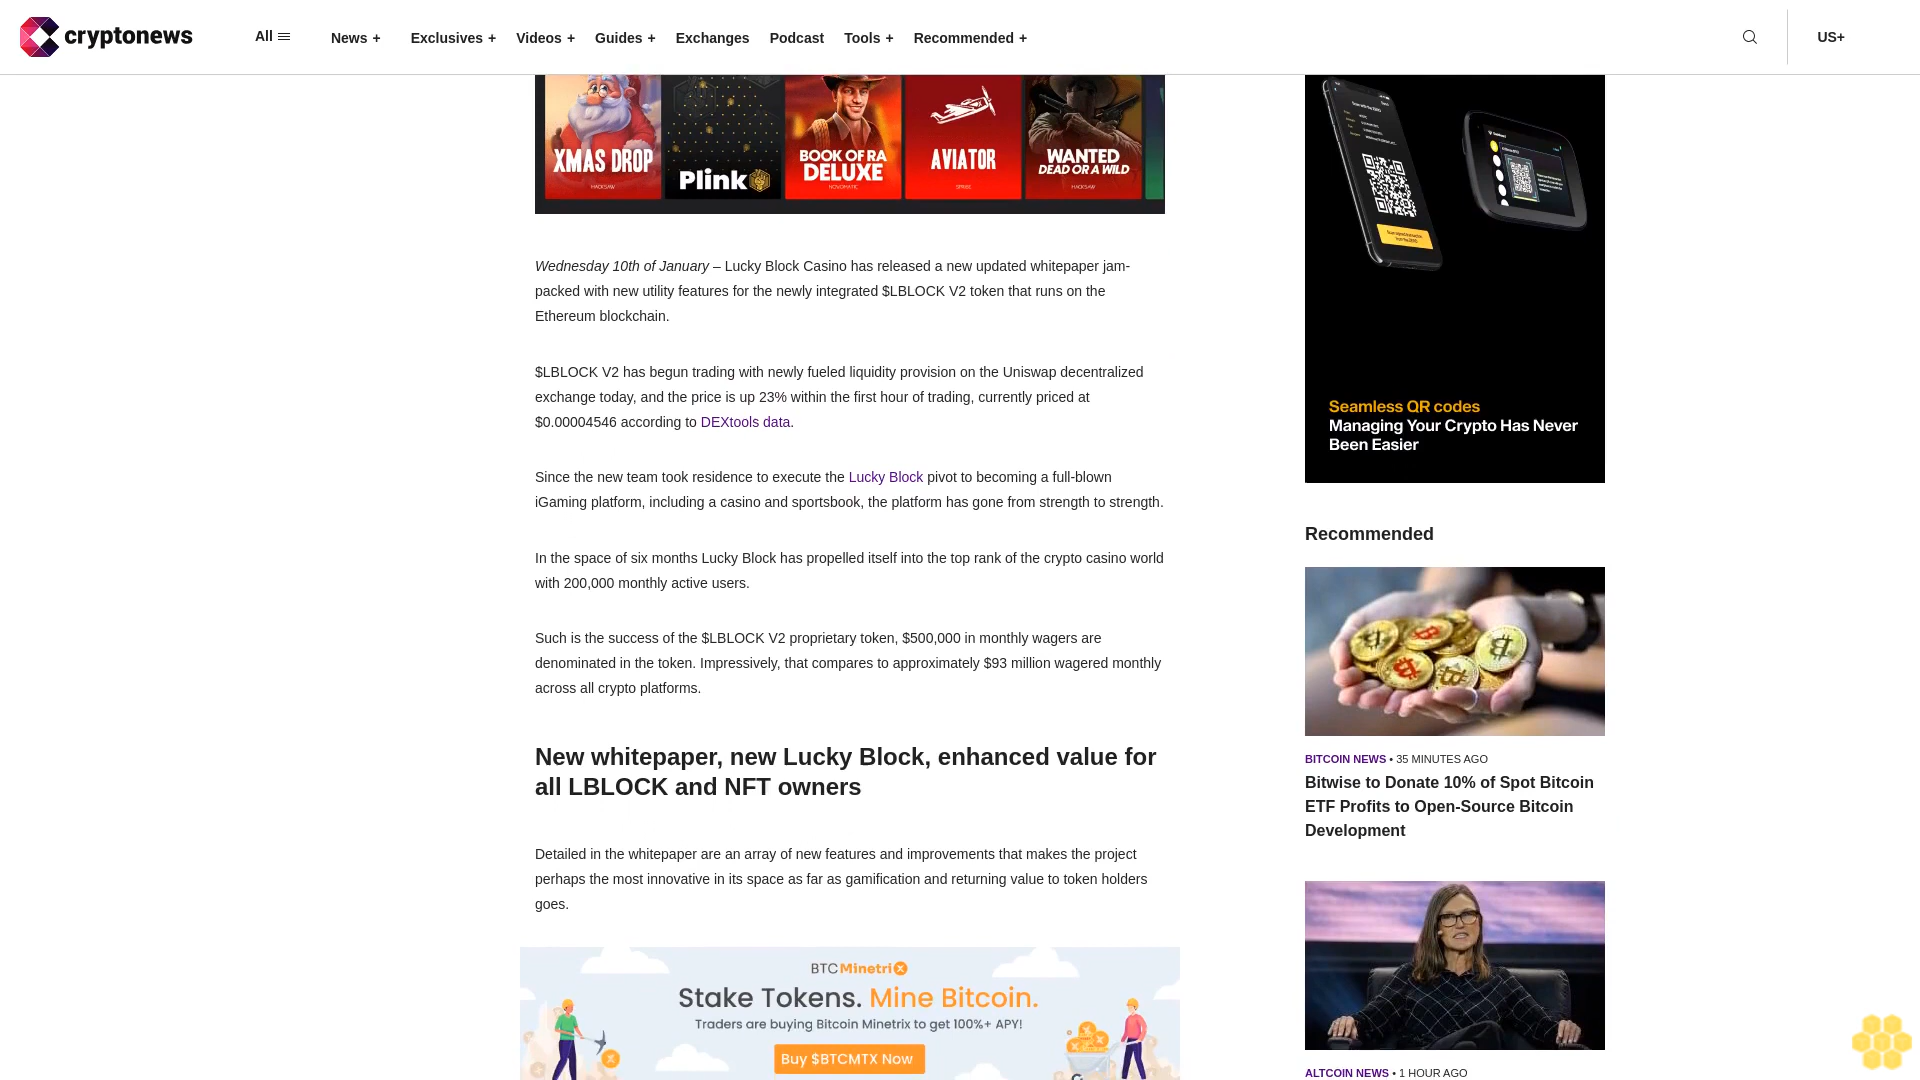 cryptonews
All
News +
Exclusives +
Videos +
Guides +
Exchanges
Podcast
Tools +
Recommended +
US+
XMAS DROP
HACKSAW
Plink
BOOK OF RA
DELUXE
NOVOMATIC
AVIATOR
SPRIBE
WANTED
DEAD OR A WILD
HACKSAW
Wednesday 10th of January – Lucky Block Casino has released a new updated whitepaper jam-
packed with new utility features for the newly integrated $LBLOCK V2 token that runs on the
Ethereum blockchain.
$LBLOCK V2 has begun trading with newly fueled liquidity provision on the Uniswap decentralized
exchange today, and the price is up 23% within the first hour of trading, currently priced at
$0.00004546 according to DEXtools data.
Since the new team took residence to execute the Lucky Block pivot to becoming a full-blown
iGaming platform, including a casino and sportsbook, the platform has gone from strength to strength.
In the space of six months Lucky Block has propelled itself into the top rank of the crypto casino world
with 200,000 monthly active users.
Such is the success of the $LBLOCK V2 proprietary token, $500,000 in monthly wagers are
denominated in the token. Impressively, that compares to approximately $93 million wagered monthly
across all crypto platforms.
New whitepaper, new Lucky Block, enhanced value for
all LBLOCK and NFT owners
Detailed in the whitepaper are an array of new features and improvements that makes the project
perhaps the most innovative in its space as far as gamification and returning value to token holders
goes.
BTC Minetrix
Stake Tokens. Mine Bitcoin.
Traders are buying Bitcoin Minetrix to get 100%+ APY!
Buy $BTCMTX Now
Seamless QR codes
Managing Your Crypto Has Never
Been Easier
Recommended
BITCOIN NEWS • 35 MINUTES AGO
Bitwise to Donate 10% of Spot Bitcoin
ETF Profits to Open-Source Bitcoin
Development
ALTCOIN NEWS • 1 HOUR AGO